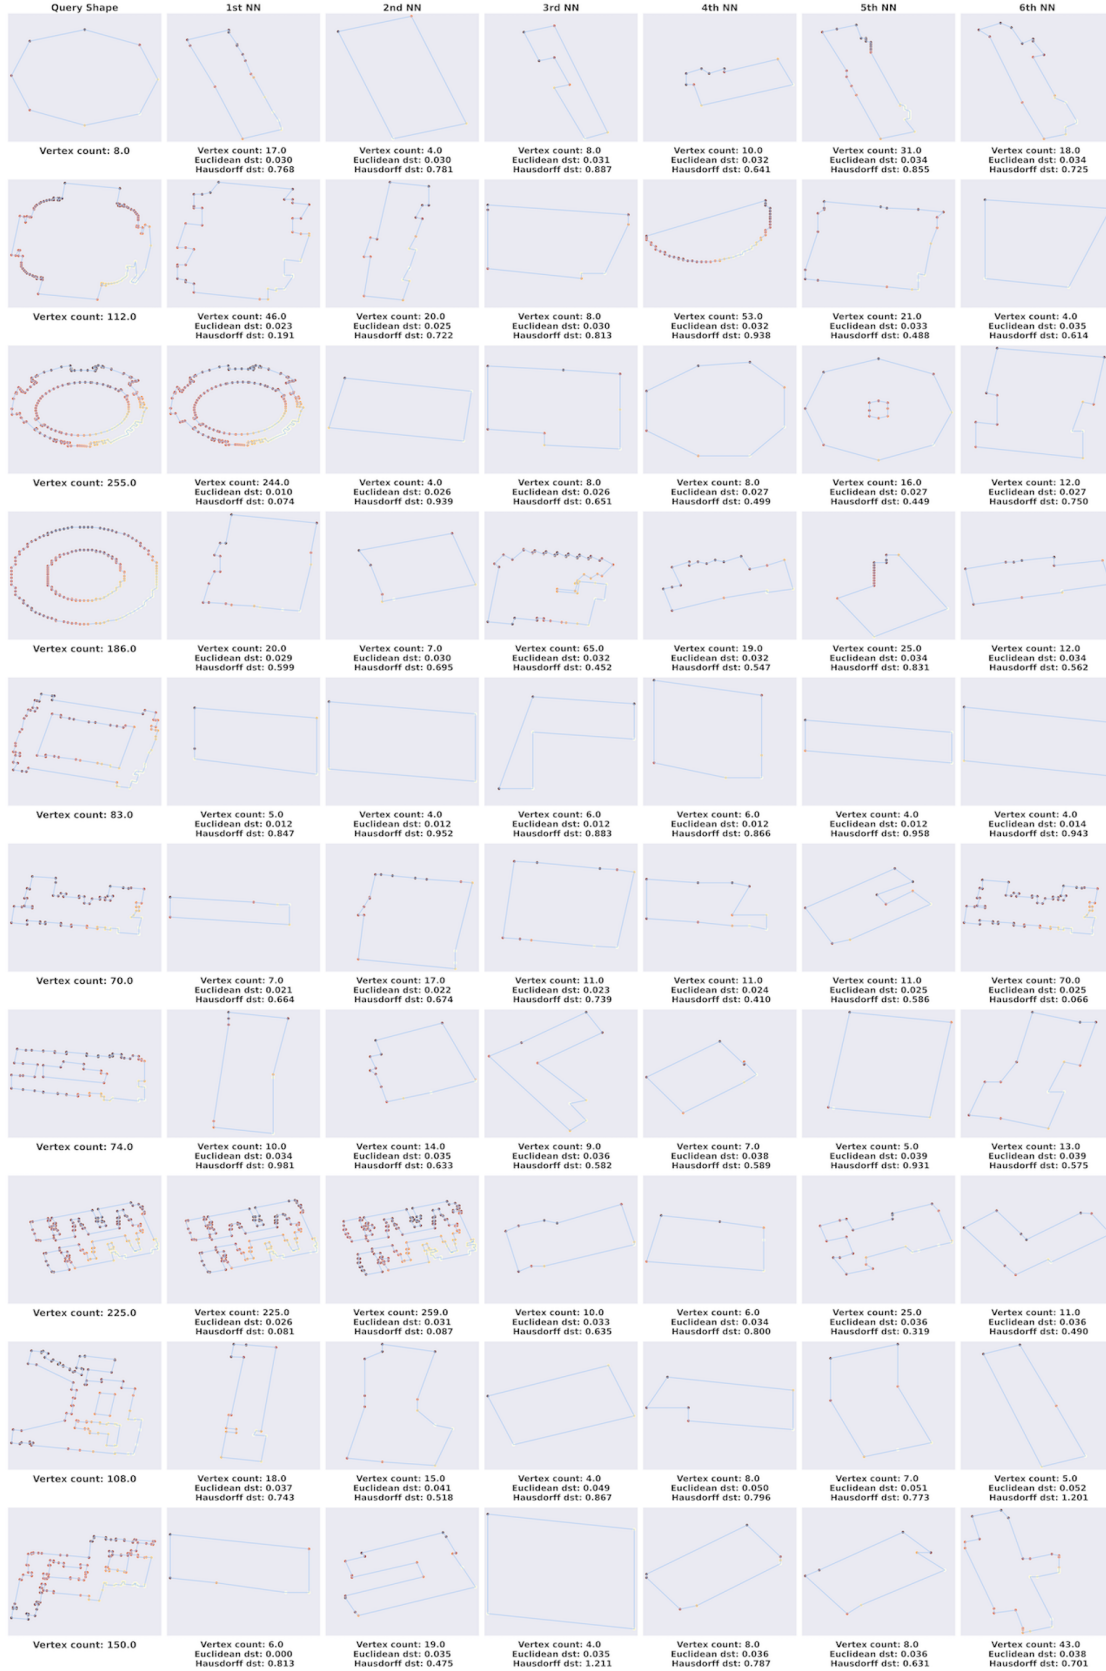 Query Shape 1st NN 2nd NN 3rd NN 4th NN 5th NN 6th NN
Vertex count: 8.0 Vertex count: 17.0 Vertex count: 4.0 Vertex count: 8.0 Vertex count: 10.0 Vertex count: 31.0 Vertex count: 18.0
Euclidean dst: 0.030 Euclidean dst: 0.030 Euclidean dst: 0.031 Euclidean dst: 0.032 Euclidean dst: 0.034 Euclidean dst: 0.034
Hausdorff dst: 0.768 Hausdorff dst: 0.781 Hausdorff dst: 0.887 Hausdorff dst: 0.641 Hausdorff dst: 0.855 Hausdorff dst: 0.725
Vertex count: 112.0 Vertex count: 46.0 Vertex count: 20.0 Vertex count: 8.0 Vertex count: 53.0 Vertex count: 21.0 Vertex count: 4.0
Euclidean dst: 0.023 Euclidean dst: 0.025 Euclidean dst: 0.030 Euclidean dst: 0.032 Euclidean dst: 0.033 Euclidean dst: 0.035
Hausdorff dst: 0.191 Hausdorff dst: 0.722 Hausdorff dst: 0.813 Hausdorff dst: 0.938 Hausdorff dst: 0.488 Hausdorff dst: 0.614
Vertex count: 255.0 Vertex count: 244.0 Vertex count: 4.0 Vertex count: 8.0 Vertex count: 8.0 Vertex count: 16.0 Vertex count: 12.0
Euclidean dst: 0.010 Euclidean dst: 0.026 Euclidean dst: 0.026 Euclidean dst: 0.027 Euclidean dst: 0.027 Euclidean dst: 0.027
Hausdorff dst: 0.074 Hausdorff dst: 0.939 Hausdorff dst: 0.651 Hausdorff dst: 0.499 Hausdorff dst: 0.449 Hausdorff dst: 0.750
Vertex count: 186.0 Vertex count: 20.0 Vertex count: 7.0 Vertex count: 65.0 Vertex count: 19.0 Vertex count: 25.0 Vertex count: 12.0
Euclidean dst: 0.029 Euclidean dst: 0.030 Euclidean dst: 0.032 Euclidean dst: 0.032 Euclidean dst: 0.034 Euclidean dst: 0.034
Hausdorff dst: 0.599 Hausdorff dst: 0.695 Hausdorff dst: 0.452 Hausdorff dst: 0.547 Hausdorff dst: 0.831 Hausdorff dst: 0.562
Vertex count: 83.0 Vertex count: 5.0 Vertex count: 4.0 Vertex count: 6.0 Vertex count: 6.0 Vertex count: 4.0 Vertex count: 4.0
Euclidean dst: 0.012 Euclidean dst: 0.012 Euclidean dst: 0.012 Euclidean dst: 0.012 Euclidean dst: 0.012 Euclidean dst: 0.014
Hausdorff dst: 0.847 Hausdorff dst: 0.952 Hausdorff dst: 0.883 Hausdorff dst: 0.866 Hausdorff dst: 0.958 Hausdorff dst: 0.943
Vertex count: 70.0 Vertex count: 7.0 Vertex count: 17.0 Vertex count: 11.0 Vertex count: 11.0 Vertex count: 11.0 Vertex count: 70.0
Euclidean dst: 0.021 Euclidean dst: 0.022 Euclidean dst: 0.023 Euclidean dst: 0.024 Euclidean dst: 0.025 Euclidean dst: 0.025
Hausdorff dst: 0.664 Hausdorff dst: 0.674 Hausdorff dst: 0.739 Hausdorff dst: 0.410 Hausdorff dst: 0.586 Hausdorff dst: 0.066
Vertex count: 74.0 Vertex count: 10.0 Vertex count: 14.0 Vertex count: 9.0 Vertex count: 7.0 Vertex count: 5.0 Vertex count: 13.0
Euclidean dst: 0.034 Euclidean dst: 0.035 Euclidean dst: 0.036 Euclidean dst: 0.038 Euclidean dst: 0.039 Euclidean dst: 0.039
Hausdorff dst: 0.981 Hausdorff dst: 0.633 Hausdorff dst: 0.582 Hausdorff dst: 0.589 Hausdorff dst: 0.931 Hausdorff dst: 0.575
Vertex count: 225.0 Vertex count: 225.0 Vertex count: 259.0 Vertex count: 10.0 Vertex count: 6.0 Vertex count: 25.0 Vertex count: 11.0
Euclidean dst: 0.026 Euclidean dst: 0.031 Euclidean dst: 0.033 Euclidean dst: 0.034 Euclidean dst: 0.036 Euclidean dst: 0.036
Hausdorff dst: 0.081 Hausdorff dst: 0.087 Hausdorff dst: 0.635 Hausdorff dst: 0.800 Hausdorff dst: 0.319 Hausdorff dst: 0.490
Vertex count: 108.0 Vertex count: 18.0 Vertex count: 15.0 Vertex count: 4.0 Vertex count: 8.0 Vertex count: 7.0 Vertex count: 5.0
Euclidean dst: 0.037 Euclidean dst: 0.041 Euclidean dst: 0.049 Euclidean dst: 0.050 Euclidean dst: 0.051 Euclidean dst: 0.052
Hausdorff dst: 0.743 Hausdorff dst: 0.518 Hausdorff dst: 0.867 Hausdorff dst: 0.796 Hausdorff dst: 0.773 Hausdorff dst: 1.201
Vertex count: 150.0 Vertex count: 6.0 Vertex count: 19.0 Vertex count: 4.0 Vertex count: 8.0 Vertex count: 8.0 Vertex count: 43.0
Euclidean dst: 0.000 Euclidean dst: 0.035 Euclidean dst: 0.035 Euclidean dst: 0.036 Euclidean dst: 0.036 Euclidean dst: 0.038
Hausdorff dst: 0.813 Hausdorff dst: 0.475 Hausdorff dst: 1.211 Hausdorff dst: 0.787 Hausdorff dst: 0.631 Hausdorff dst: 0.701